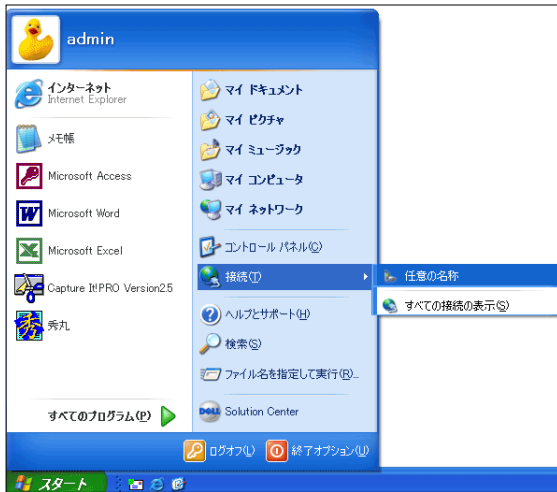 admin
インターネット
Internet Explorer
メモ帳
Microsoft Access
Microsoft Word
Microsoft Excel
Capture It!PRO Version2.5
秀丸
すべてのプログラム(P)
マイ ドキュメント
マイ ピクチャ
マイ ミュージック
マイ コンピュータ
マイ ネットワーク
コントロール パネル(C)
接続(T)
ヘルプとサポート(H)
検索(S)
ファイル名を指定して実行(R)...
Solution Center
任意の名称
すべての接続の表示(S)
ログオフ(L)
終了オプション(U)
スタート